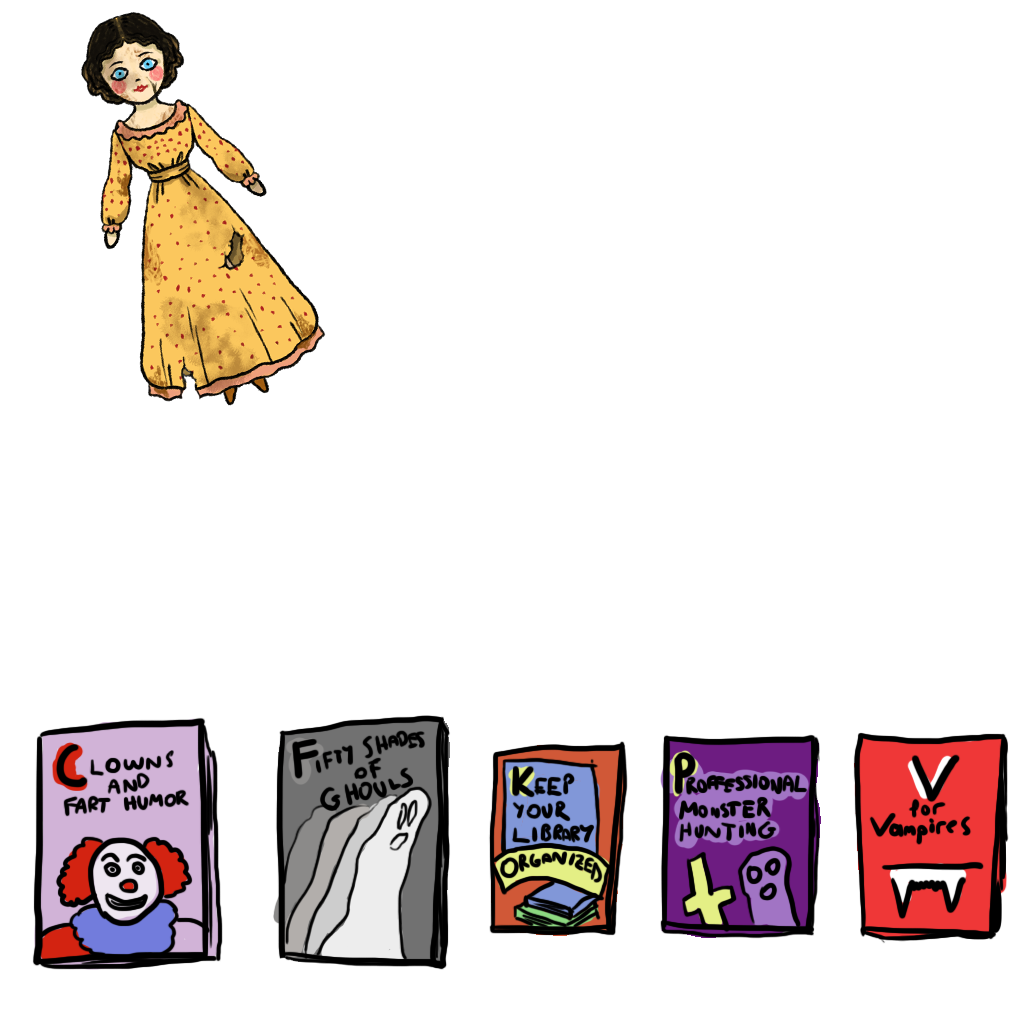 CLOWNS
AND
FART HUMOR
FIFTY SHADES
OF
GHOULS
KEEP
YOUR
LIBRARY
ORGANIZED
PROFFESSIONAL
MONSTER
HUNTING
V
for
Vampires